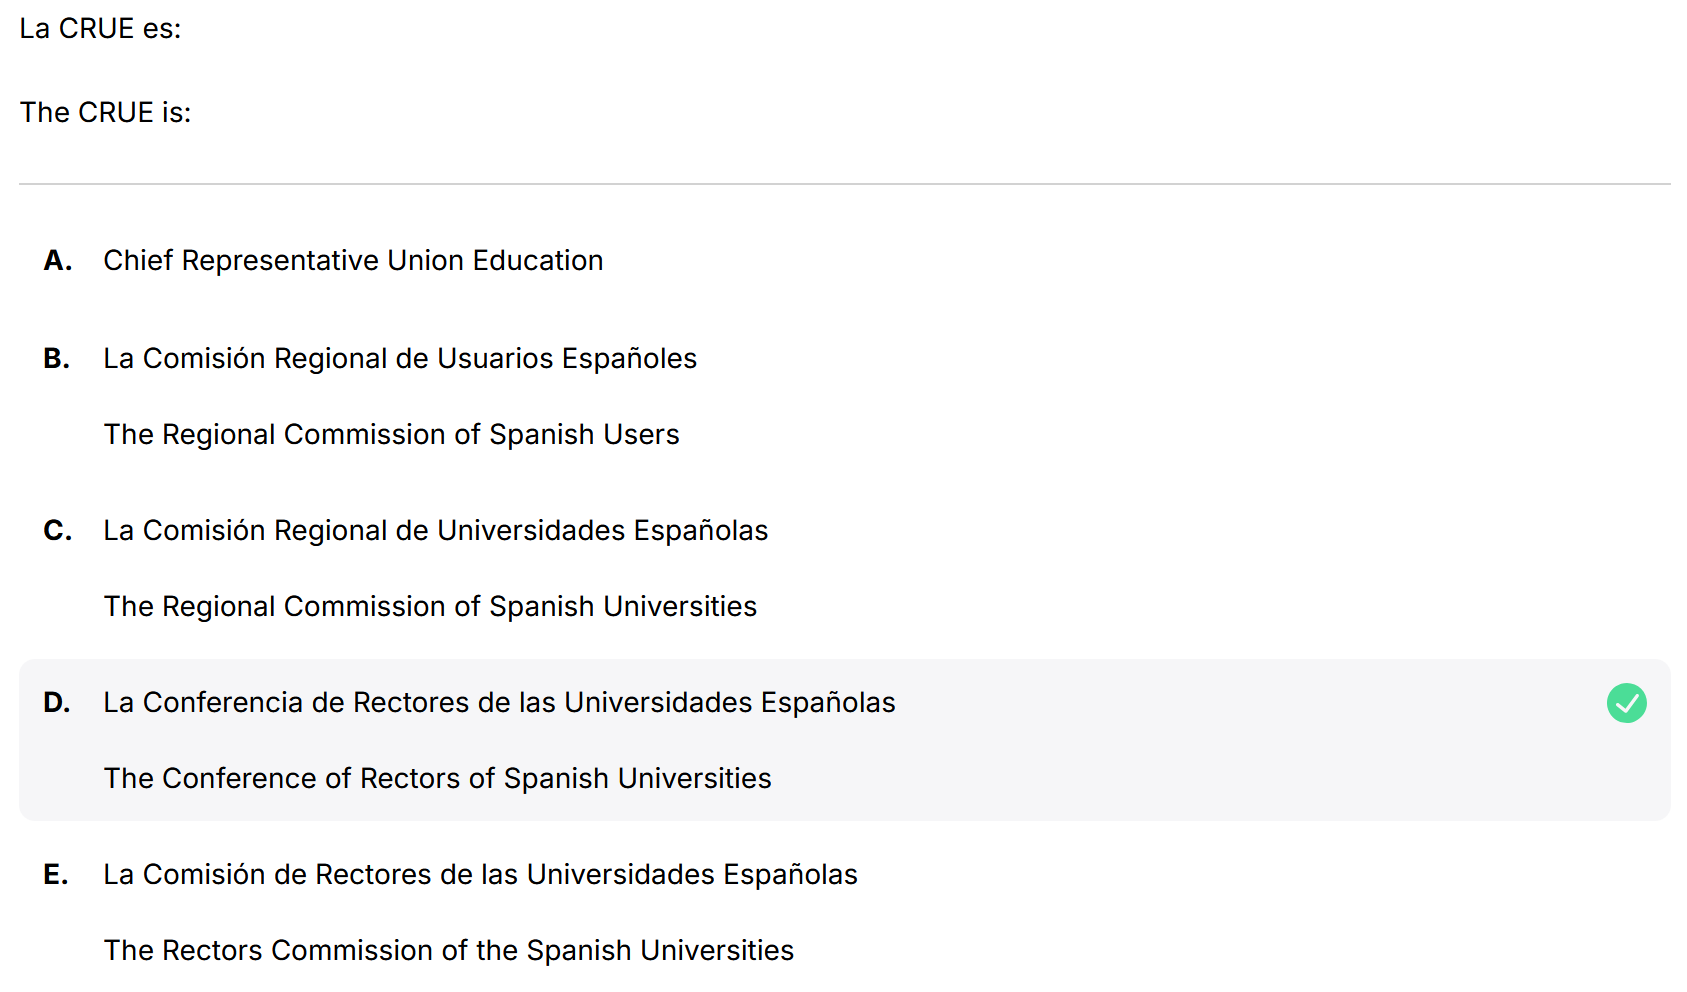 La CRUE es:
The CRUE is:
A. Chief Representative Union Education
B. La Comisión Regional de Usuarios Españoles
The Regional Commission of Spanish Users
C. La Comisión Regional de Universidades Españolas
The Regional Commission of Spanish Universities
D. La Conferencia de Rectores de las Universidades Españolas
The Conference of Rectors of Spanish Universities
E. La Comisión de Rectores de las Universidades Españolas
The Rectors Commission of the Spanish Universities